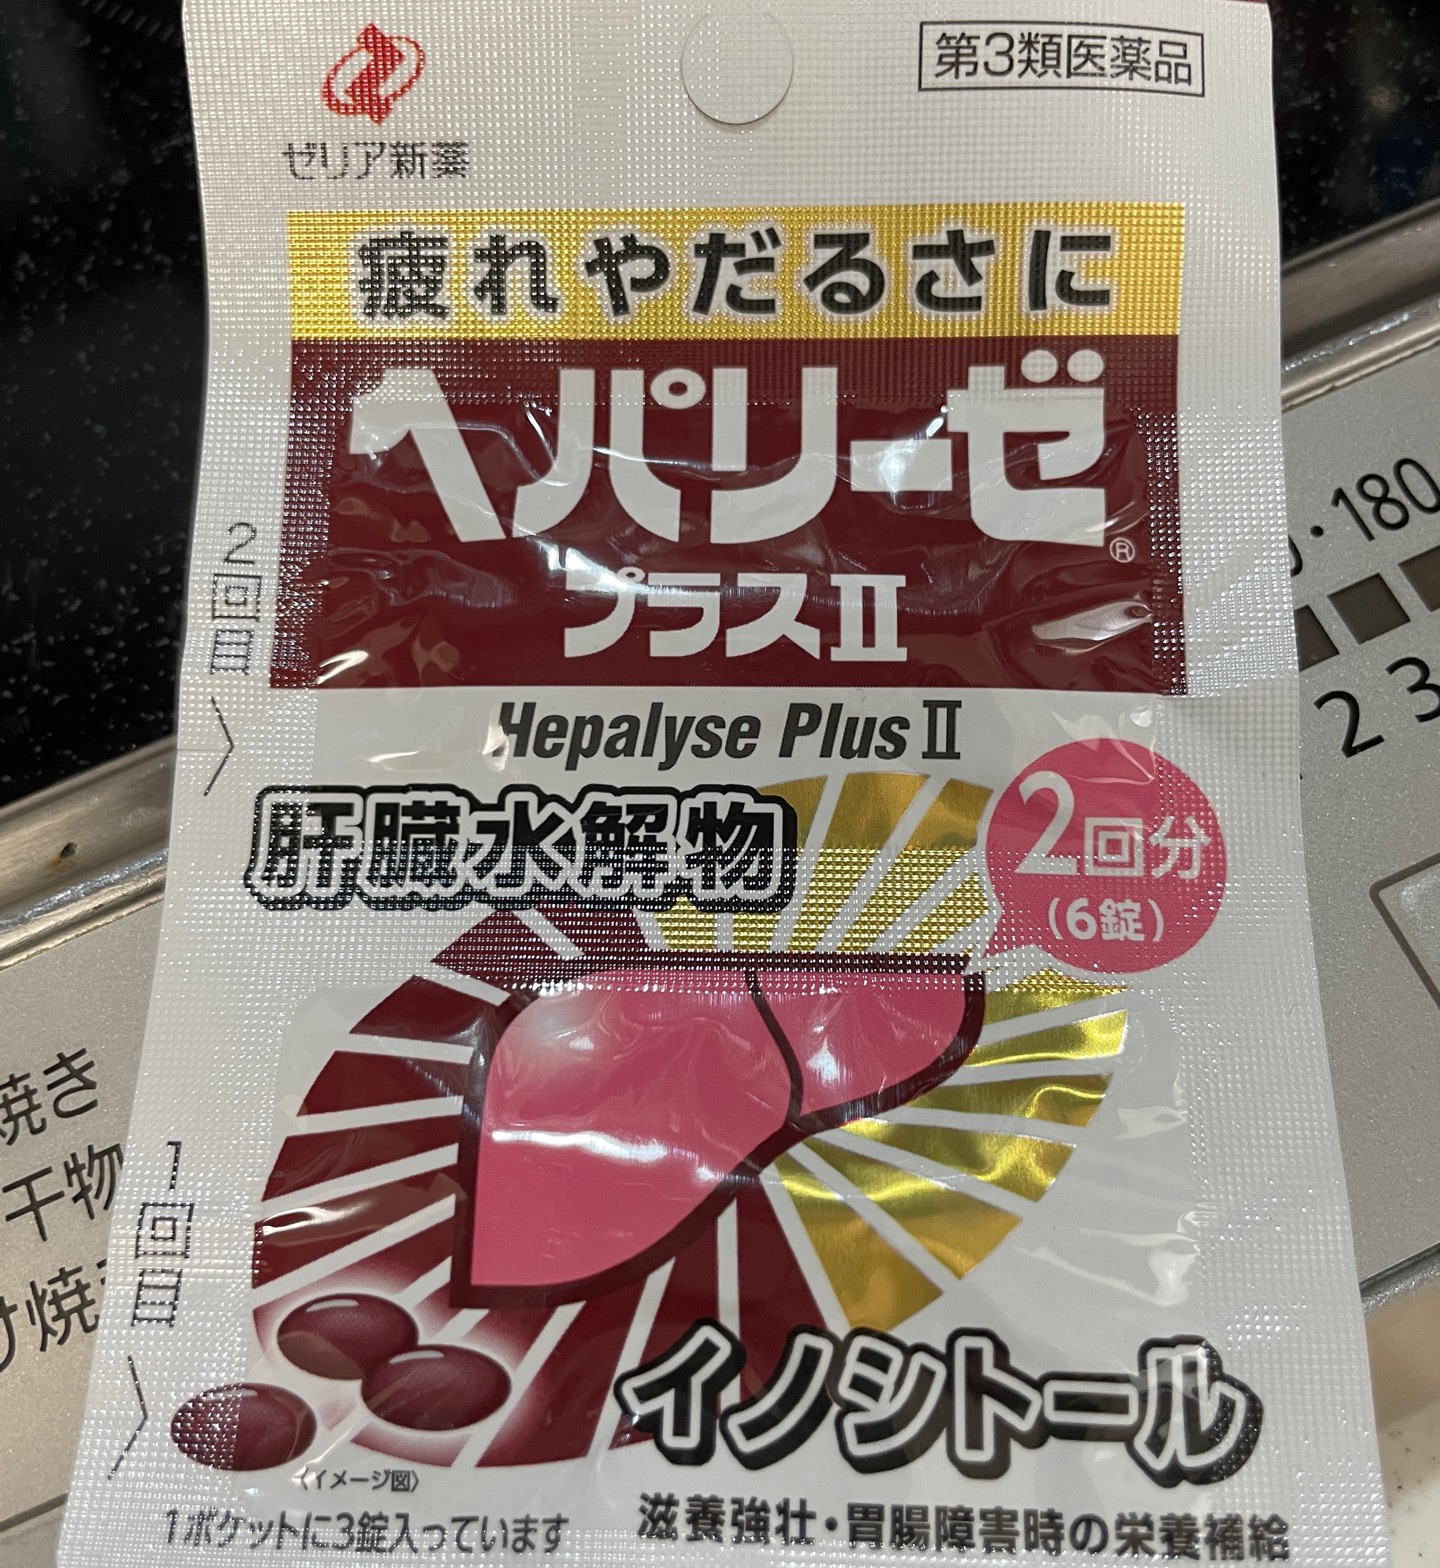 第3類医薬品
ゼリア新薬
疲れやだるさに
ヘパリーゼ®
プラスⅡ
Hepalyse PlusⅡ
肝臓水解物
2回分
(6錠)
2回目
1回目
イノシトール
〈イメージ図〉
1ポケットに3錠入っています
滋養強壮・胃腸障害時の栄養補給
・180
2 3
焼き
干物
焼